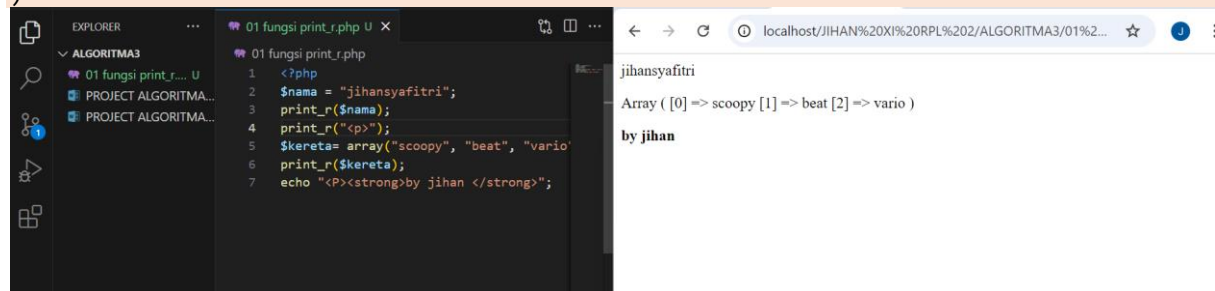 EXPLORER
ALGORITMA3
01 fungsi print_r.... U
PROJECT ALGORITMA...
PROJECT ALGORITMA...
1
01 fungsi print_r.php U
01 fungsi print_r.php
1 <?php
2 $nama = "jihansyafitri";
3 print_r($nama);
4 print_r("<p>");
5 $kereta= array("scoopy", "beat", "vario"
6 print_r($kereta);
7 echo "<P><strong>by jihan </strong>";
localhost/JIHAN%20XI%20RPL%202/ALGORITMA3/01%2...
J
jihansyafitri
Array ( [0] => scoopy [1] => beat [2] => vario )
by jihan